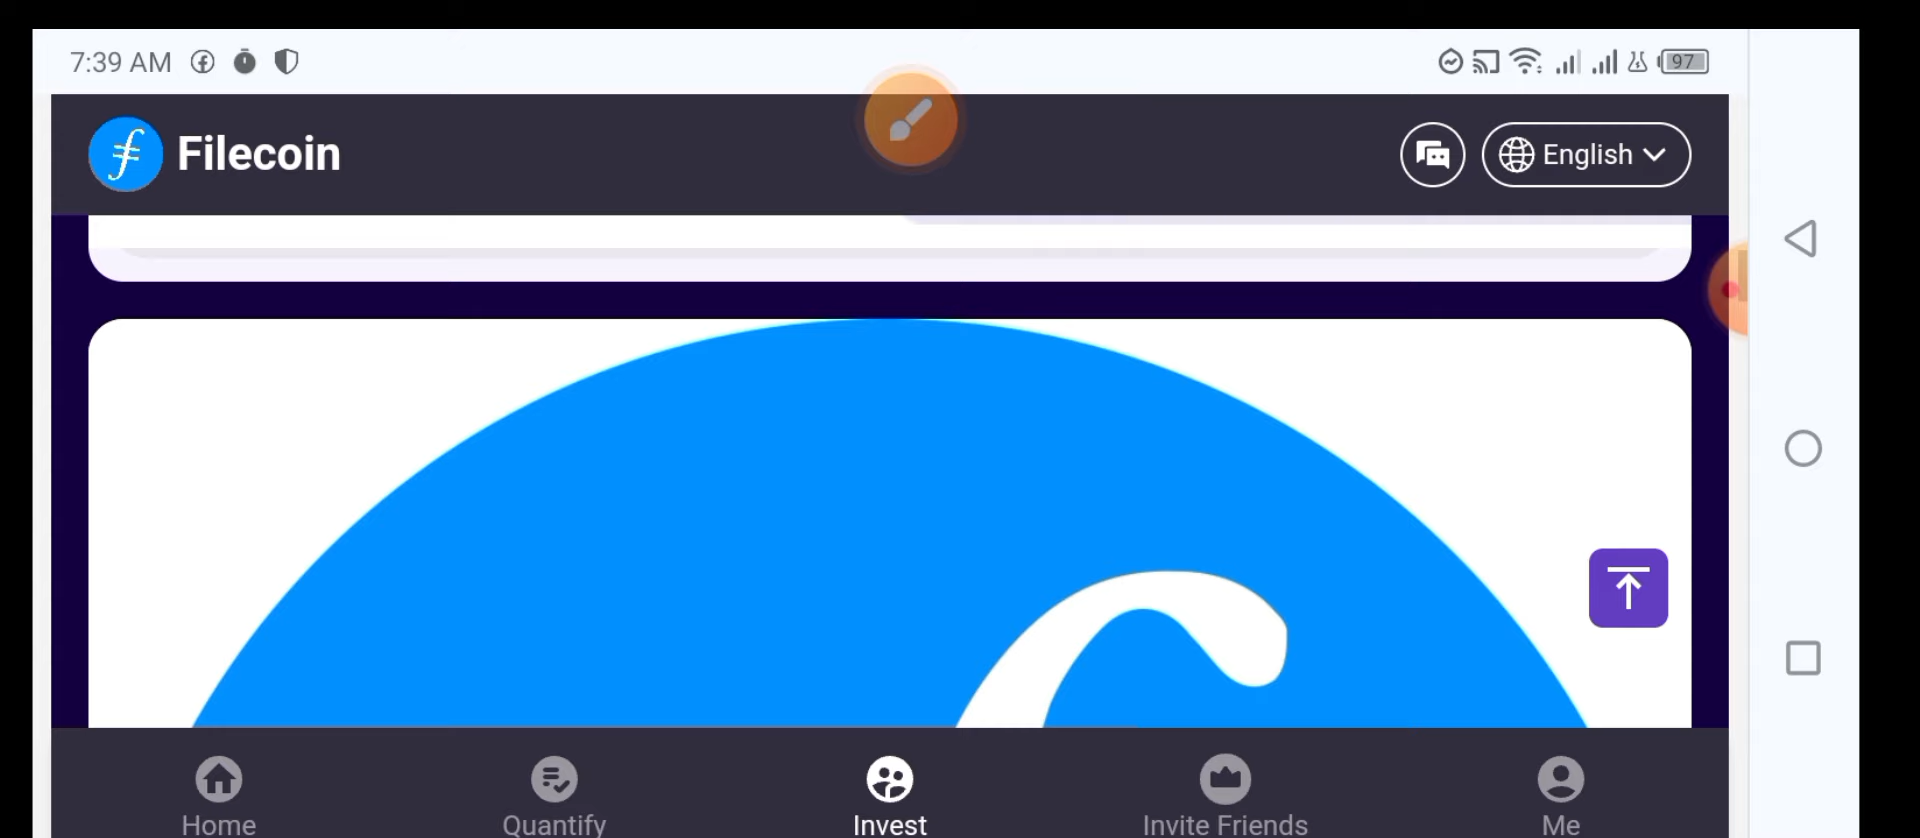 7:39 AM
97
Filecoin
English
Home
Quantify
Invest
Invite Friends
Me